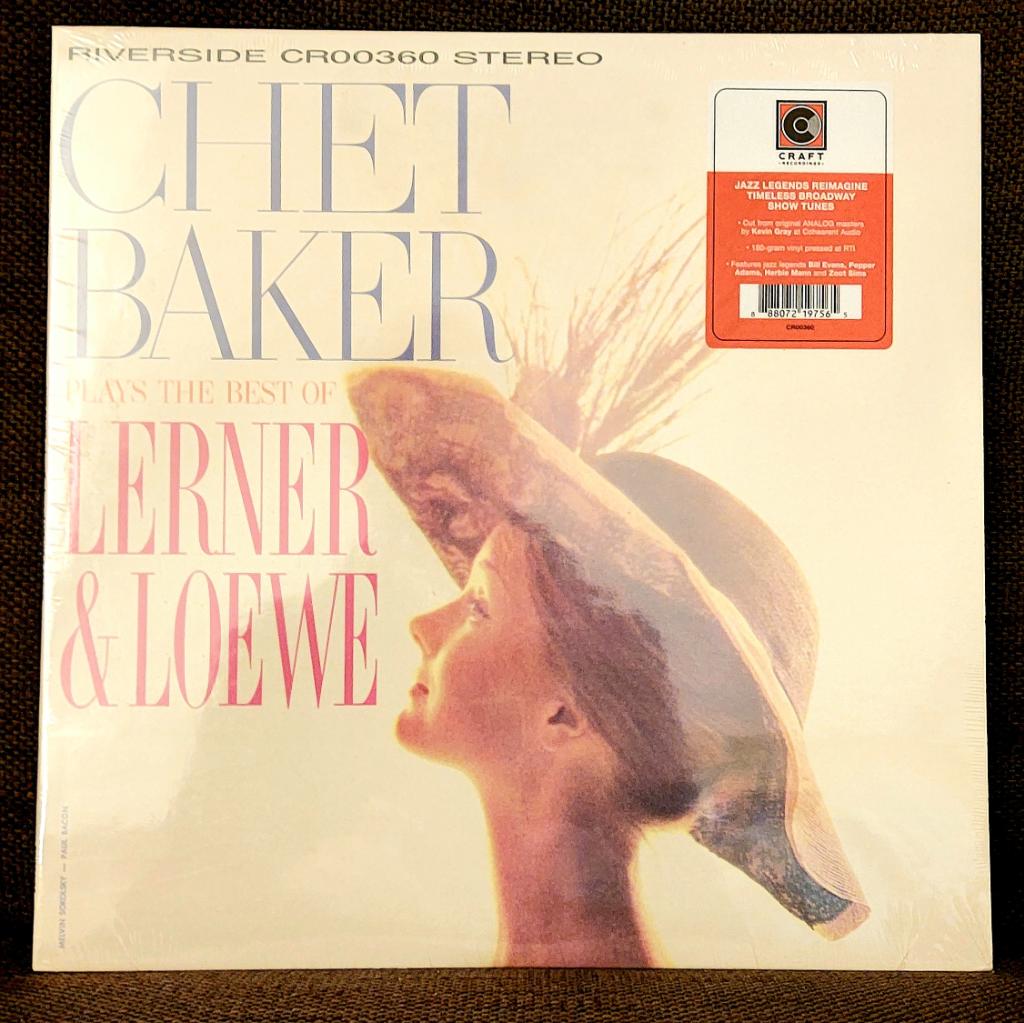 RIVERSIDE CR00360 STEREO
CHET
BAKER
PLAYS THE BEST OF
LERNER
& LOEWE
CRAFT
RECORDINGS
JAZZ LEGENDS REIMAGINE
TIMELESS BROADWAY
SHOW TUNES
• Cut from original ANALOG masters
by Kevin Gray at Cohearent Audio
• 180-gram vinyl pressed at RTI
• Features jazz legends Bill Evans, Pepper
Adams, Herbie Mann and Zoot Sims
8 88072 19756 5
CR00360
MELVIN SOKOLSKY — PAUL BACON